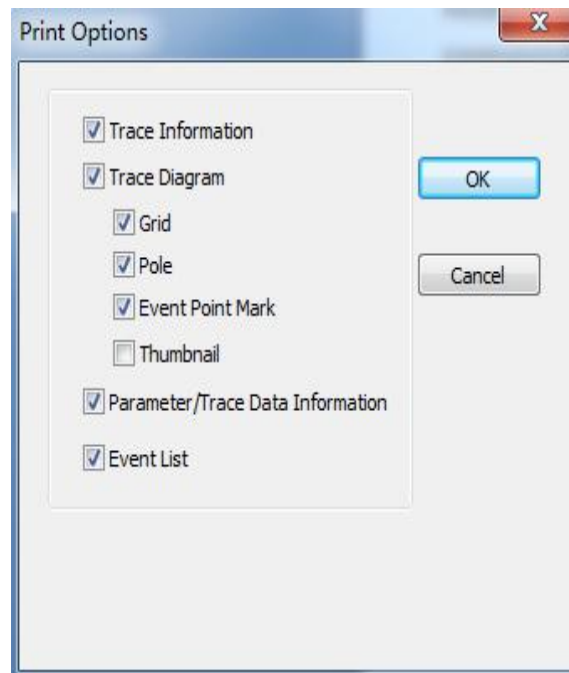 Print Options
X
Trace Information
Trace Diagram
OK
Grid
Pole
Cancel
Event Point Mark
Thumbnail
Parameter/Trace Data Information
Event List